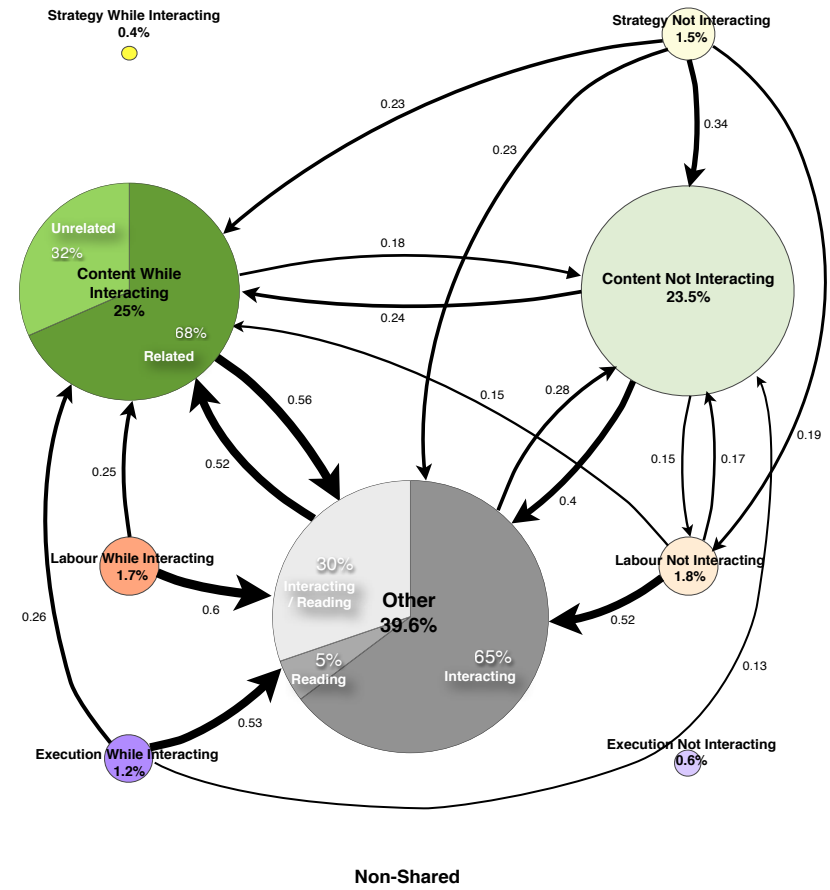 Strategy While Interacting
0.4%
Strategy Not Interacting
1.5%
0.23
0.23
0.34
Unrelated
32%
Content While
Interacting
25%
68%
Related
0.18
0.24
Content Not Interacting
23.5%
0.15
0.28
0.56
0.52
0.25
0.4
0.15
0.17
0.19
Labour While Interacting
1.7%
0.6
Labour Not Interacting
1.8%
0.52
30%
Interacting
/ Reading
Other
39.6%
5%
Reading
65%
Interacting
0.26
0.53
0.13
Execution While Interacting
1.2%
Execution Not Interacting
0.6%
Non-Shared